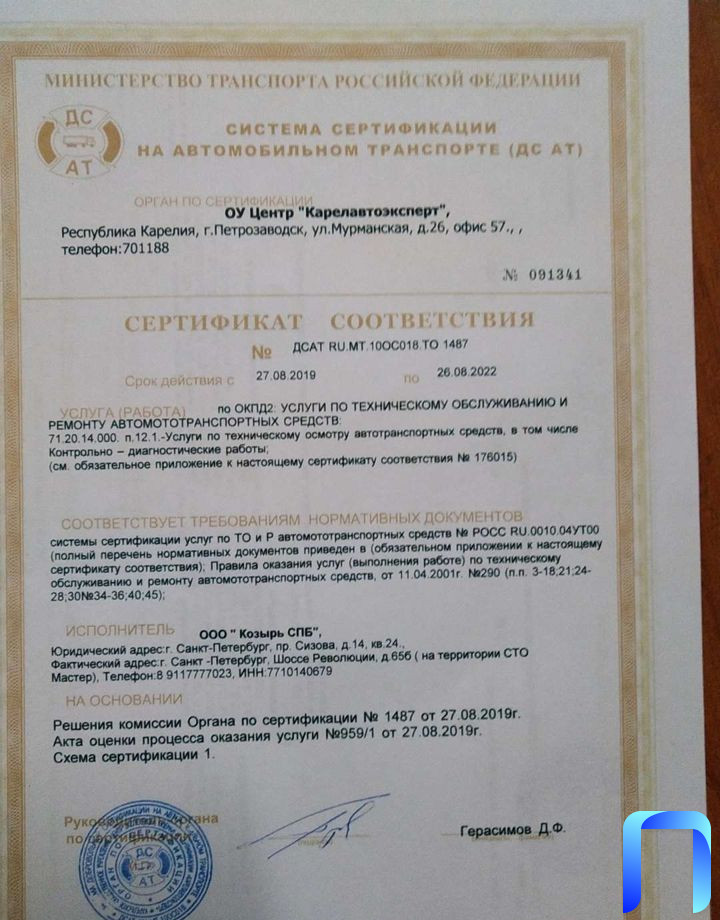 МИНИСТЕРСТВО ТРАНСПОРТА РОССИЙСКОЙ ФЕДЕРАЦИИ
ДС
АТ
СИСТЕМА СЕРТИФИКАЦИИ
НА АВТОМОБИЛЬНОМ ТРАНСПОРТЕ (ДС АТ)
ОРГАН ПО СЕРТИФИКАЦИИ
ОУ Центр "Карелавтоэксперт",
Республика Карелия, г.Петрозаводск, ул.Мурманская, д.26, офис 57., ,
телефон:701188
№ 091341
СЕРТИФИКАТ СООТВЕТСТВИЯ
№ ДСАТ RU.МТ.10ОС018.ТО 1487
Срок действия с 27.08.2019 по 26.08.2022
УСЛУГА (РАБОТА) по ОКПД2: УСЛУГИ ПО ТЕХНИЧЕСКОМУ ОБСЛУЖИВАНИЮ И
РЕМОНТУ АВТОМОТОТРАНСПОРТНЫХ СРЕДСТВ:
71.20.14.000. п.12.1.-Услуги по техническому осмотру автотранспортных средств, в том числе
Контрольно – диагностические работы;
(см. обязательное приложение к настоящему сертификату соответствия № 176015)
СООТВЕТСТВУЕТ ТРЕБОВАНИЯМ НОРМАТИВНЫХ ДОКУМЕНТОВ
системы сертификации услуг по ТО и Р автомототранспортных средств № РОСС RU.0010.04УТ00
(полный перечень нормативных документов приведен в (обязательном приложении к настоящему
сертификату соответствия); Правила оказания услуг (выполнения работе) по техническому
обслуживанию и ремонту автомототранспортных средств, от 11.04.2001г. №290 (п.п. 3-18;21;24-
28;30№34-36;40;45);
ИСПОЛНИТЕЛЬ ООО " Козырь СПБ",
Юридический адрес:г. Санкт-Петербург, пр. Сизова, д.14, кв.24.,
Фактический адрес:г. Санкт -Петербург, Шоссе Революции, д.65б ( на территории СТО
Мастер), Телефон:8 9117777023, ИНН:7710140679
НА ОСНОВАНИИ
Решения комиссии Органа по сертификации № 1487 от 27.08.2019г.
Акта оценки процесса оказания услуги №959/1 от 27.08.2019г.
Схема сертификации 1.
Руководитель органа
по сертификации
Герасимов Д.Ф.
ДС
АТ